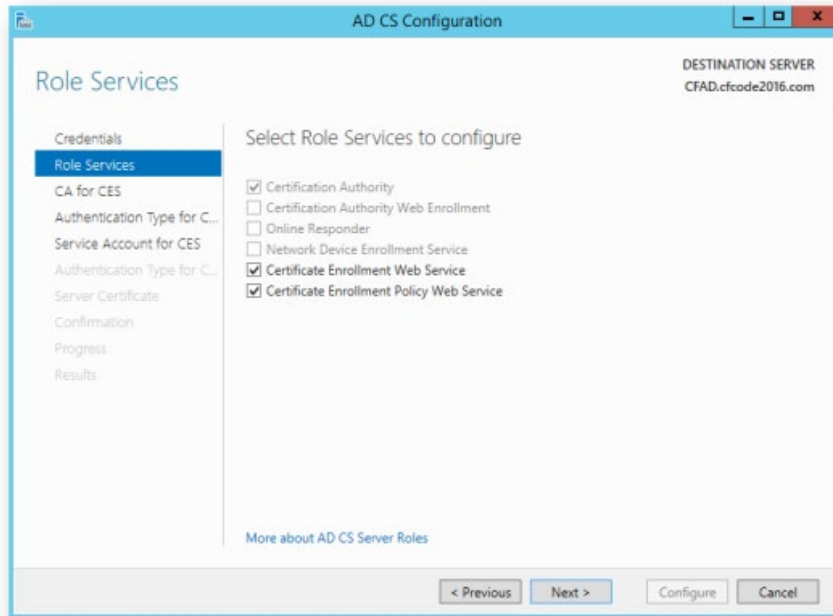 AD CS Configuration
Role Services
DESTINATION SERVER
CFAD.cfcode2016.com
Credentials
Role Services
CA for CES
Authentication Type for C...
Service Account for CES
Authentication Type for C...
Server Certificate
Confirmation
Progress
Results
Select Role Services to configure
Certification Authority
Certification Authority Web Enrollment
Online Responder
Network Device Enrollment Service
Certificate Enrollment Web Service
Certificate Enrollment Policy Web Service
More about AD CS Server Roles
< Previous
Next >
Configure
Cancel